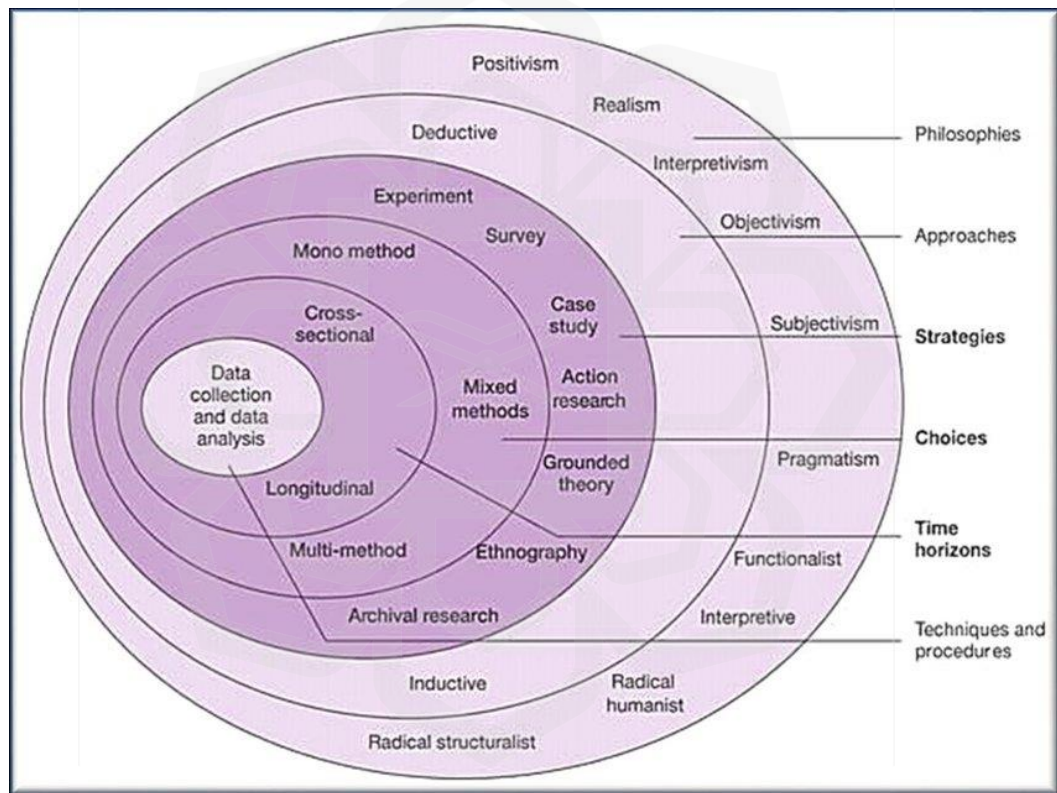 Positivism
Realism
Philosophies
Deductive
Interpretivism
Experiment
Objectivism
Survey
Approaches
Mono method
Case
study
Cross-
sectional
Subjectivism
Strategies
Data
collection
and data
analysis
Mixed
methods
Action
research
Choices
Grounded
theory
Pragmatism
Longitudinal
Time
horizons
Multi-method
Ethnography
Functionalist
Archival research
Interpretive
Techniques and
procedures
Inductive
Radical
humanist
Radical structuralist